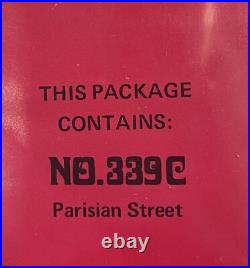 THIS PACKAGE
CONTAINS:
NO.339C
Parisian Street